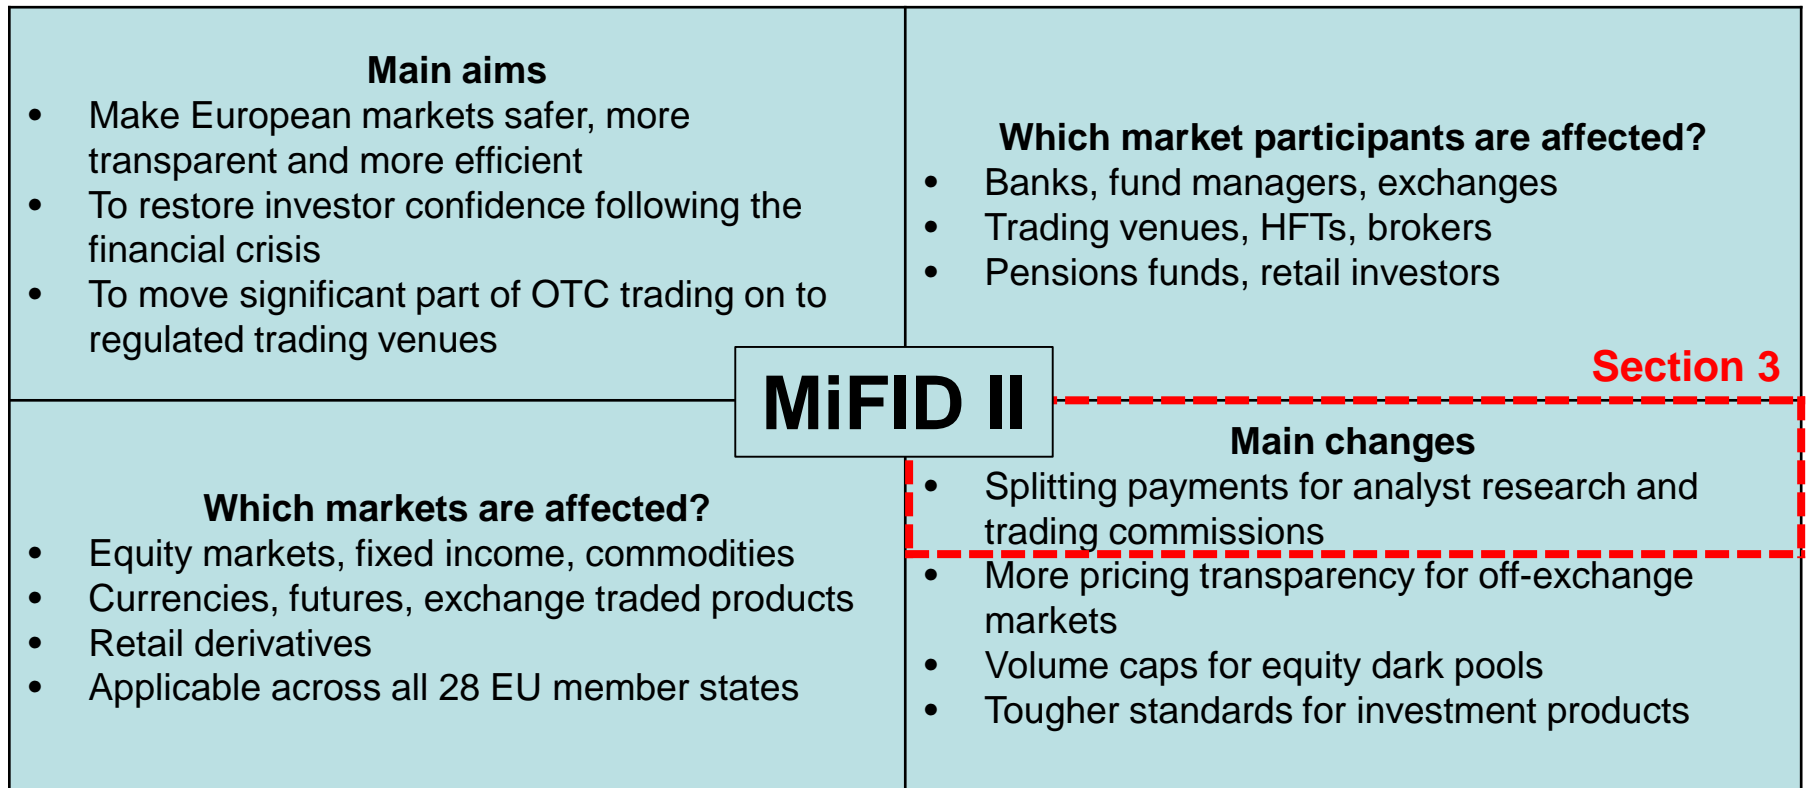 Main aims
• Make European markets safer, more
transparent and more efficient
• To restore investor confidence following the
financial crisis
• To move significant part of OTC trading on to
regulated trading venues
Which market participants are affected?
• Banks, fund managers, exchanges
• Trading venues, HFTs, brokers
• Pensions funds, retail investors
Section 3
MiFID II
Which markets are affected?
• Equity markets, fixed income, commodities
• Currencies, futures, exchange traded products
• Retail derivatives
• Applicable across all 28 EU member states
Main changes
• Splitting payments for analyst research and
trading commissions
• More pricing transparency for off-exchange
markets
• Volume caps for equity dark pools
• Tougher standards for investment products